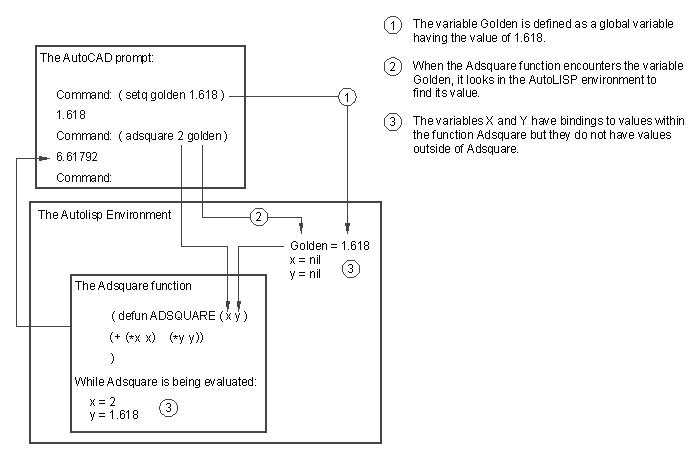 The AutoCAD prompt:
Command: ( setq golden 1.618 )
1.618
Command: ( adsquare 2 golden )
6.61792
Command:
1
1 The variable Golden is defined as a global variable
having the value of 1.618.
2 When the Adsquare function encounters the variable
Golden, it looks in the AutoLISP environment to
find its value.
3 The variables X and Y have bindings to values within
the function Adsquare but they do not have values
outside of Adsquare.
The Autolisp Environment
2
Golden = 1.618
x = nil
y = nil
3
The Adsquare function
( defun ADSQUARE ( x y )
(+ (*x x) (*y y))
)
While Adsquare is being evaluated:
x = 2
y = 1.618
3